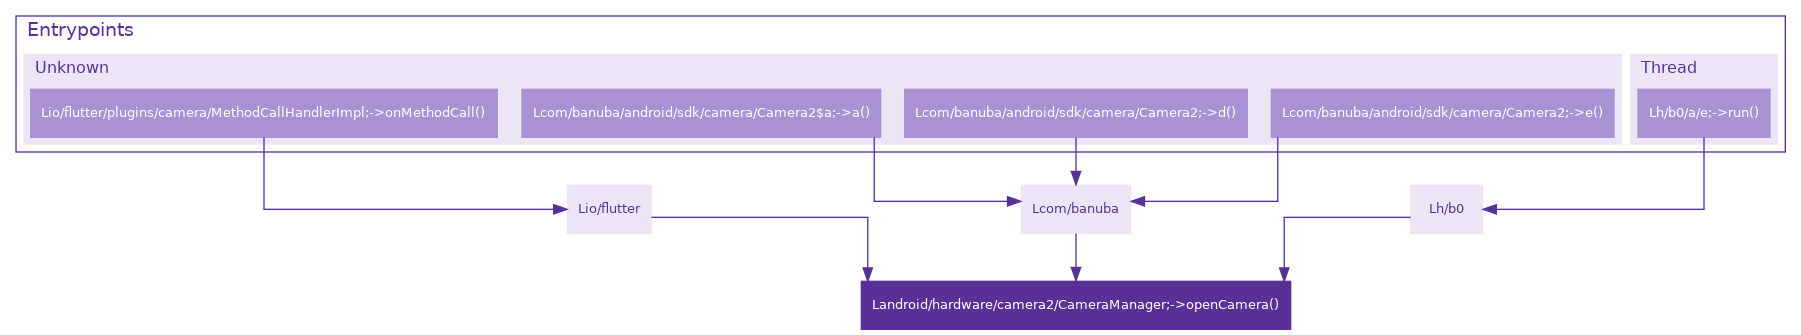 Entrypoints
Unknown
Thread
Lio/flutter/plugins/camera/MethodCallHandlerImpl;->onMethodCall()
Lcom/banuba/android/sdk/camera/Camera2$a;->a()
Lcom/banuba/android/sdk/camera/Camera2;->d()
Lcom/banuba/android/sdk/camera/Camera2;->e()
Lh/b0/a/e;->run()
Lio/flutter
Lcom/banuba
Lh/b0
Landroid/hardware/camera2/CameraManager;->openCamera()